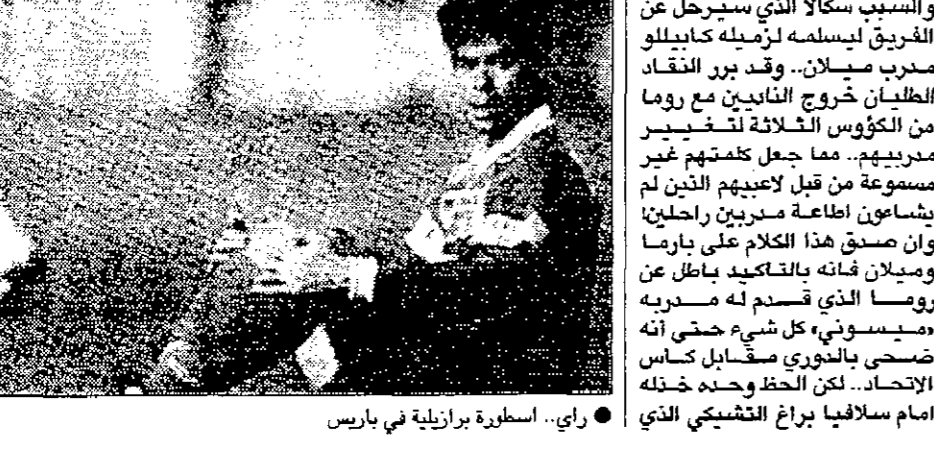 والسبب سكالا الذي سيرحل عن
الفريق ليسلمه لزميله كابيللو
مدرب ميلان.. وقد برر النقاد
الطليان خروج الناديين مع روما
من الكؤوس الثلاثة لتغيير
مدربيهم.. مما جعل كلمتهم غير
مسموعة من قبل لاعبيهم الذين لم
يشاءون اطاعة مدربين راحلين!
وان صدق هذا الكلام على بارما
وميلان فانه بالتاكيد باطل عن
روما الذي قدم له مدربه
«ميسوني» كل شيء حتى أنه
ضحى بالدوري مقابل كاس
الإتحاد.. لكن الحظ وحده خذله
امام سلافيا براغ التشيكي الذي
● راي.. اسطورة برازيلية في باريس